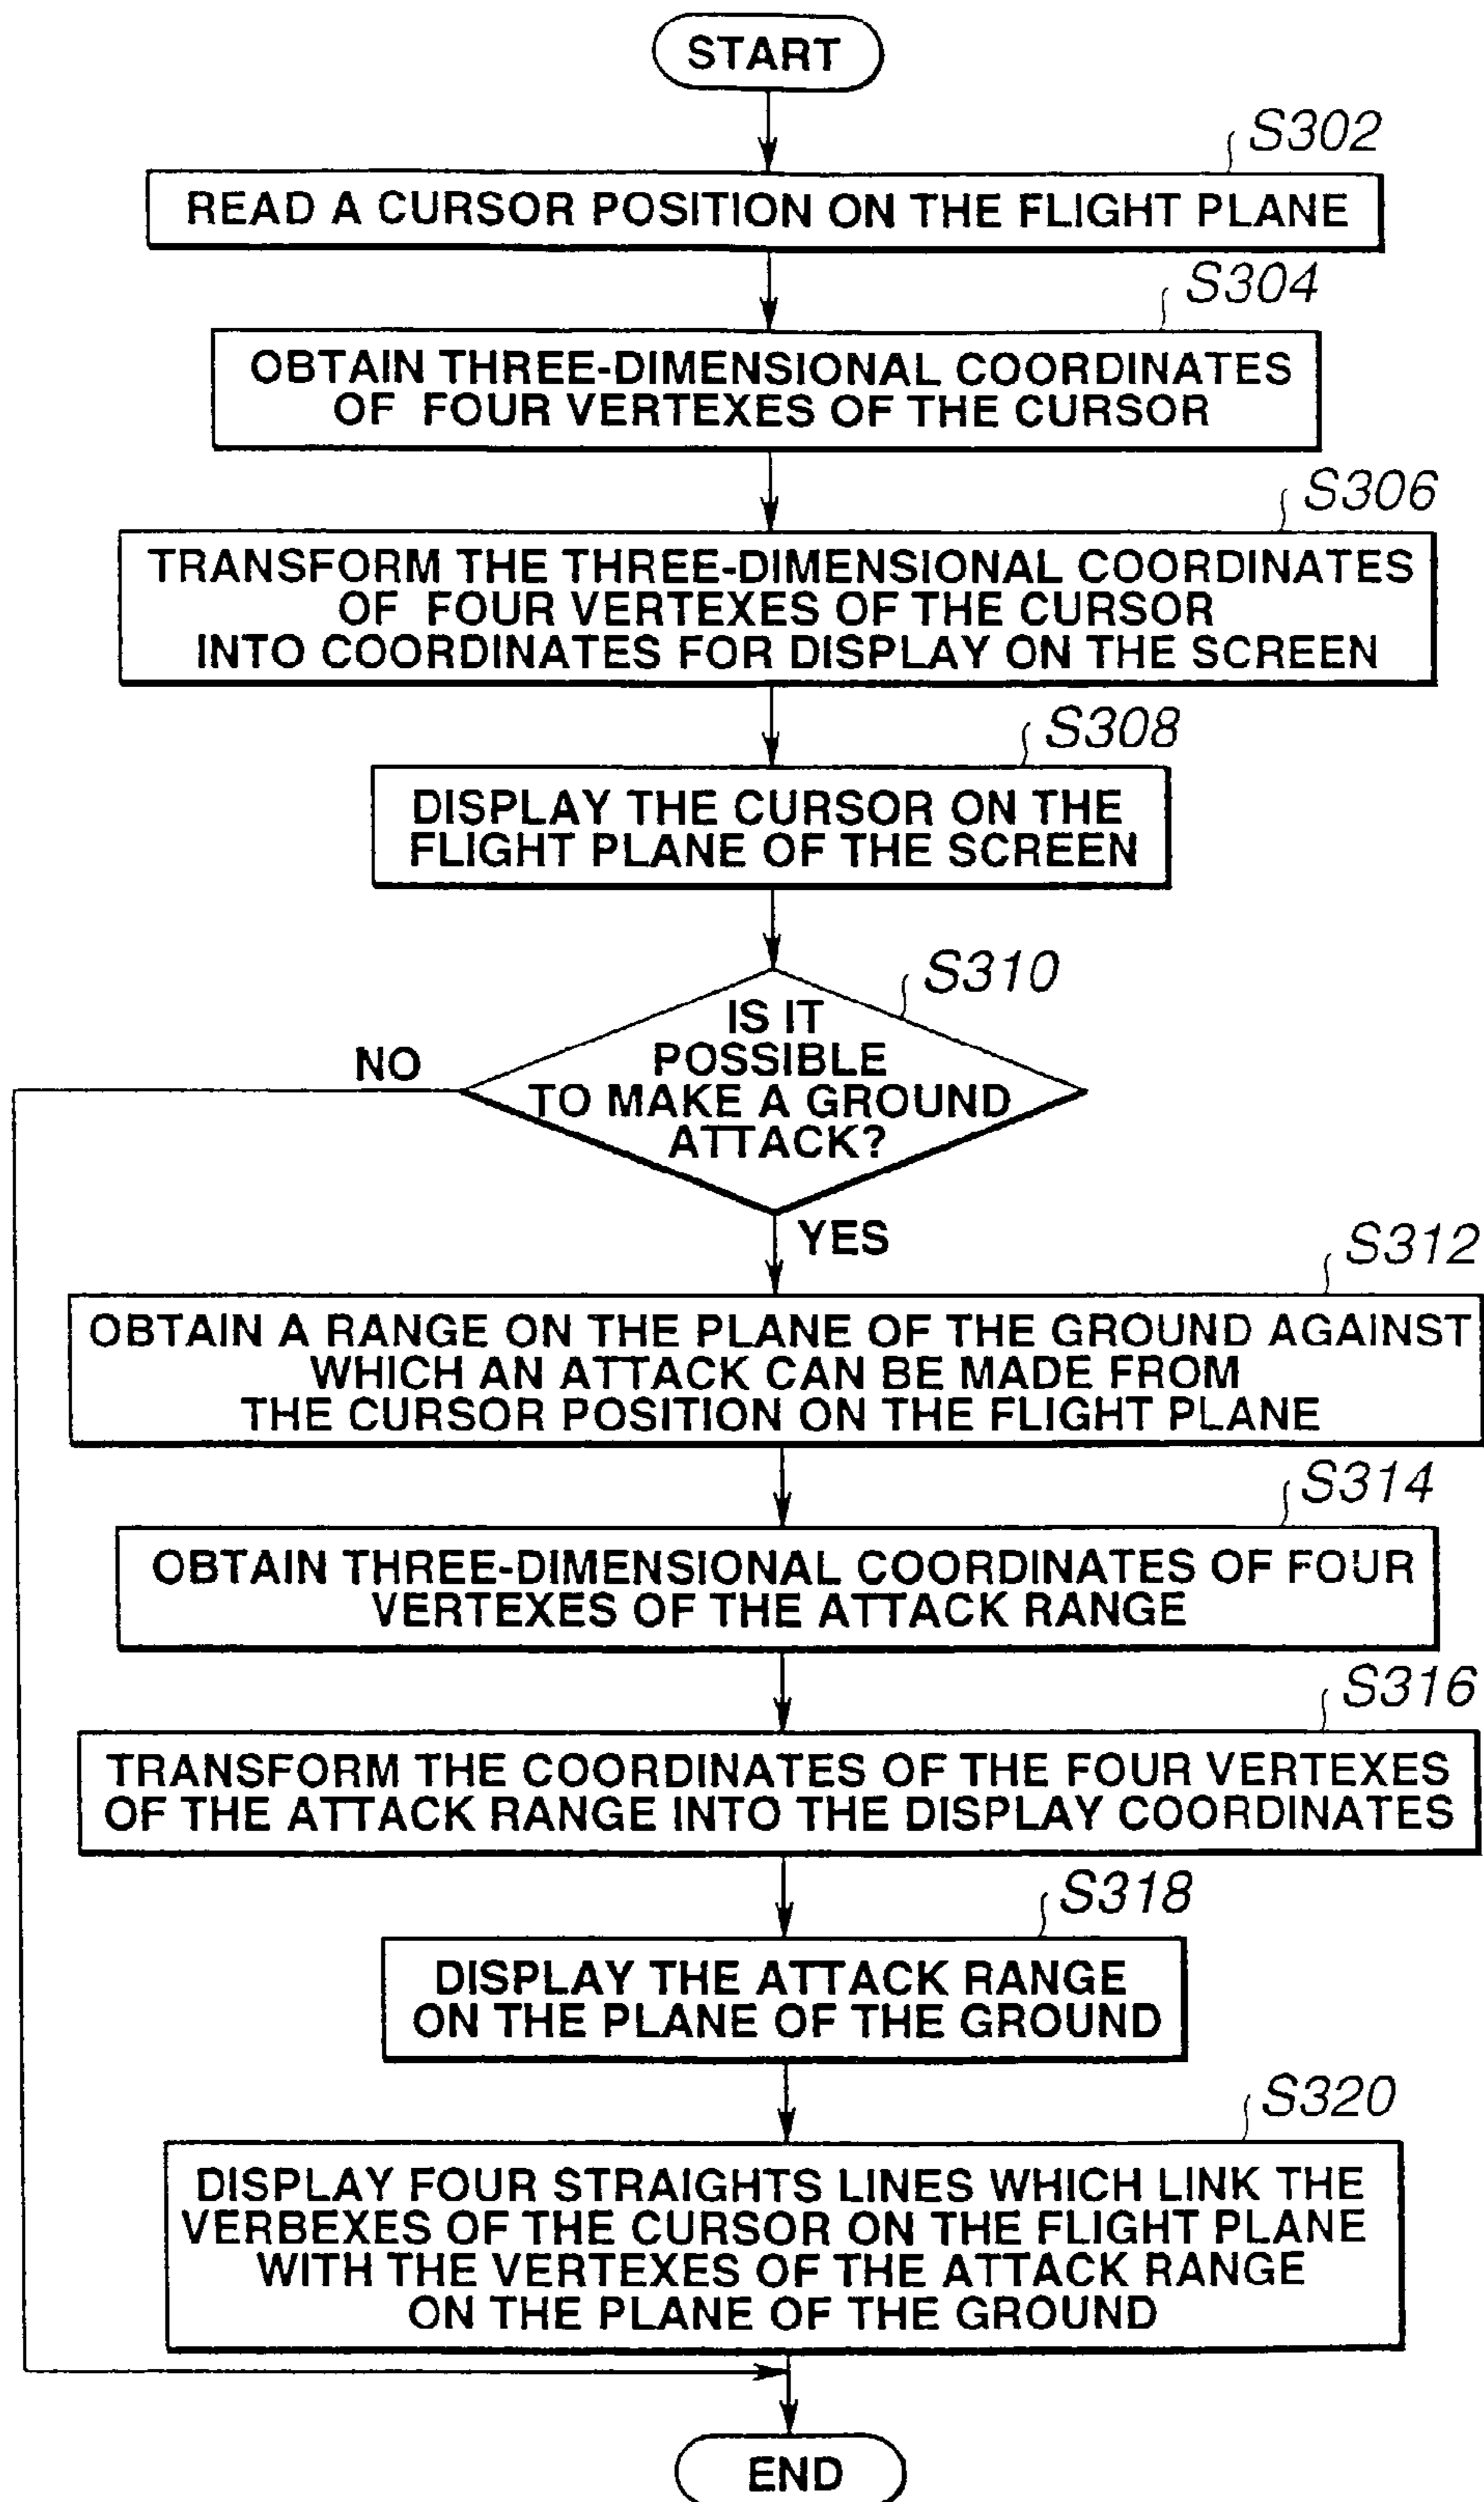 START
S302
READ A CURSOR POSITION ON THE FLIGHT PLANE
S304
OBTAIN THREE-DIMENSIONAL COORDINATES
OF FOUR VERTEXES OF THE CURSOR
S306
TRANSFORM THE THREE-DIMENSIONAL COORDINATES
OF FOUR VERTEXES OF THE CURSOR
INTO COORDINATES FOR DISPLAY ON THE SCREEN
S308
DISPLAY THE CURSOR ON THE
FLIGHT PLANE OF THE SCREEN
S310
IS IT
POSSIBLE
TO MAKE A GROUND
ATTACK?
NO
YES
S312
OBTAIN A RANGE ON THE PLANE OF THE GROUND AGAINST
WHICH AN ATTACK CAN BE MADE FROM
THE CURSOR POSITION ON THE FLIGHT PLANE
S314
OBTAIN THREE-DIMENSIONAL COORDINATES OF FOUR
VERTEXES OF THE ATTACK RANGE
S316
TRANSFORM THE COORDINATES OF THE FOUR VERTEXES
OF THE ATTACK RANGE INTO THE DISPLAY COORDINATES
S318
DISPLAY THE ATTACK RANGE
ON THE PLANE OF THE GROUND
S320
DISPLAY FOUR STRAIGHTS LINES WHICH LINK THE
VERBEXES OF THE CURSOR ON THE FLIGHT PLANE
WITH THE VERTEXES OF THE ATTACK RANGE
ON THE PLANE OF THE GROUND
END